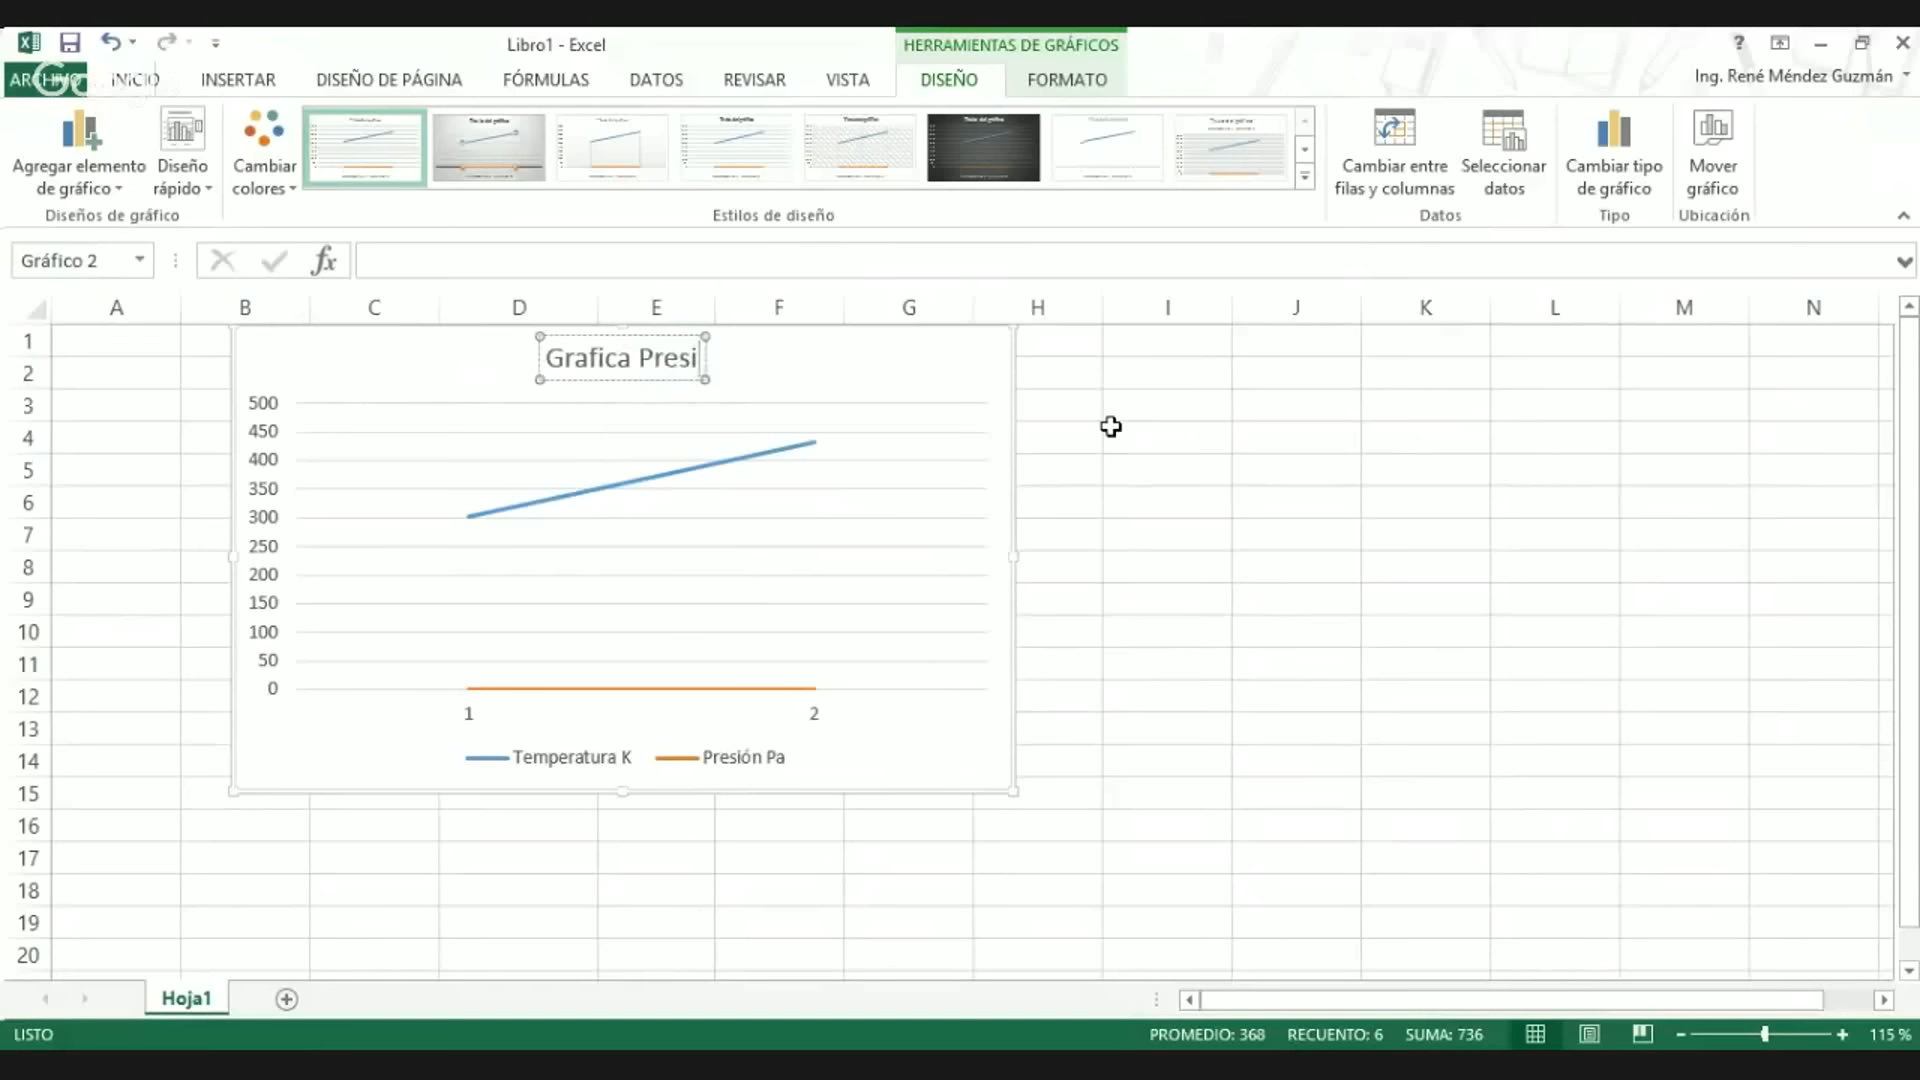 Libro1 - Excel
HERRAMIENTAS DE GRÁFICOS
?
ARCHIVO INICIO INSERTAR DISEÑO DE PÁGINA FÓRMULAS DATOS REVISAR VISTA DISEÑO FORMATO
Ing. René Méndez Guzmán
Agregar elemento de gráfico
Diseño rápido
Cambiar colores
Cambiar entre filas y columnas
Seleccionar datos
Cambiar tipo de gráfico
Mover gráfico
Diseños de gráfico
Estilos de diseño
Datos
Tipo
Ubicación
Gráfico 2
fx
A B C D E F G H I J K L M N
1
2
3
4
5
6
7
8
9
10
11
12
13
14
15
16
17
18
19
20
Grafica Presi
500
450
400
350
300
250
200
150
100
50
0
1 2
Temperatura K Presión Pa
Hoja1
LISTO
PROMEDIO: 368 RECUENTO: 6 SUMA: 736
115 %